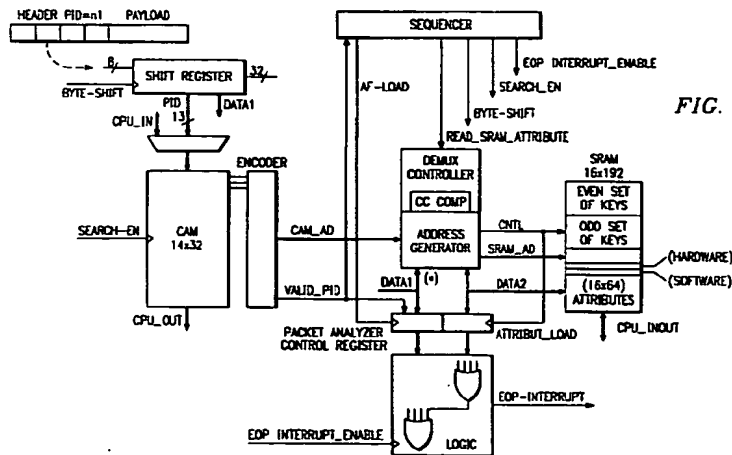 HEADER PID=n1 PAYLOAD
SEQUENCER
8
SHIFT REGISTER
32
BYTE-SHIFT
PID
13
DATA1
CPU_IN
AF-LOAD
EOP INTERRUPT_ENABLE
SEARCH_EN
BYTE-SHIFT
READ_SRAM_ATTRIBUTE
FIG.
ENCODER
DEMUX
CONTROLLER
CC COMP
ADDRESS
GENERATOR
SRAM
16x192
EVEN SET
OF KEYS
ODD SET
OF KEYS
CAM
14x32
SEARCH-EN
CAM_AD
CNTL
SRAM_AD
(HARDWARE)
(SOFTWARE)
(16x64)
ATTRIBUTES
DATA1
(*)
DATA2
VALID_PID
CPU_OUT
PACKET ANALYZER
CONTROL REGISTER
ATTRIBUT_LOAD
CPU_INOUT
EOP-INTERRUPT
EOP INTERRUPT_ENABLE
LOGIC